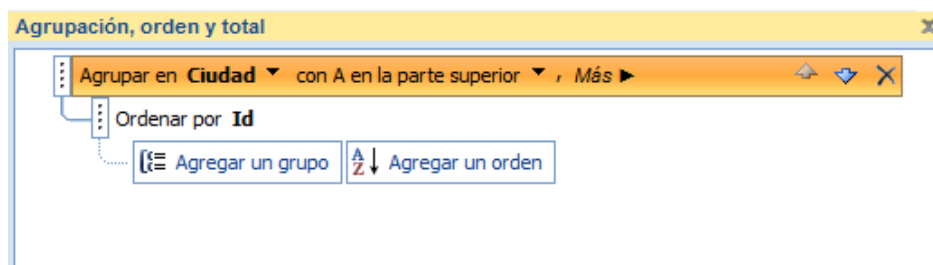 Agrupación, orden y total
Agrupar en Ciudad con A en la parte superior , Más
Ordenar por Id
Agregar un grupo A Z Agregar un orden